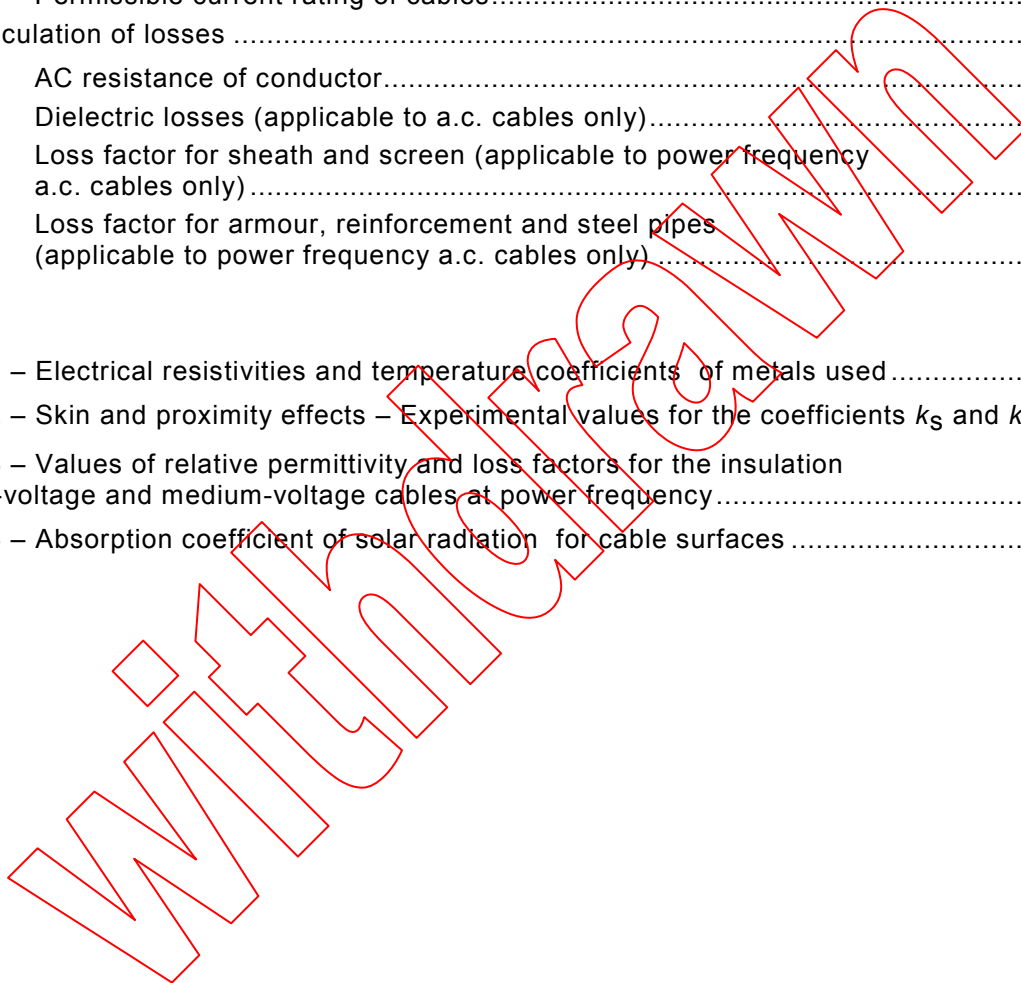 Permissible current rating of cables..........................................................................
culation of losses ..............................................................................................
AC resistance of conductor.............................................................................
Dielectric losses (applicable to a.c. cables only).............................................
Loss factor for sheath and screen (applicable to power frequency
a.c. cables only) .............................................................................................
Loss factor for armour, reinforcement and steel pipes
(applicable to power frequency a.c. cables only) ............................................
– Electrical resistivities and temperature coefficients of metals used ................
– Skin and proximity effects – Experimental values for the coefficients ks and k
– Values of relative permittivity and loss factors for the insulation
-voltage and medium-voltage cables at power frequency .....................................
– Absorption coefficient of solar radiation for cable surfaces ............................
withdrawn